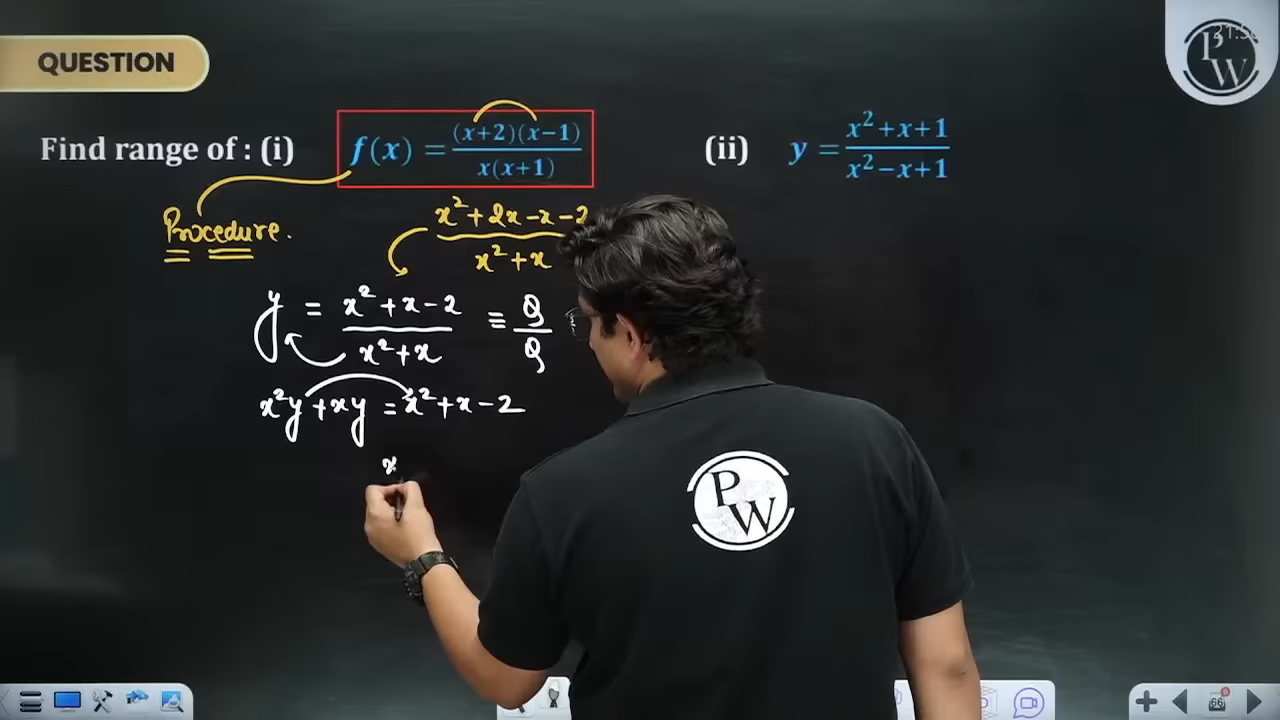 QUESTION
Find range of : (i) f(x) = (x+2)(x−1) / x(x+1) (ii) y = x²+x+1 / x²−x+1
Procedure.
x²+2x−x−2 / x²+x
y = x²+x−2 / x²+x ≡ Q / Q
x²y+xy = x²+x−2
x
PW
PW
66